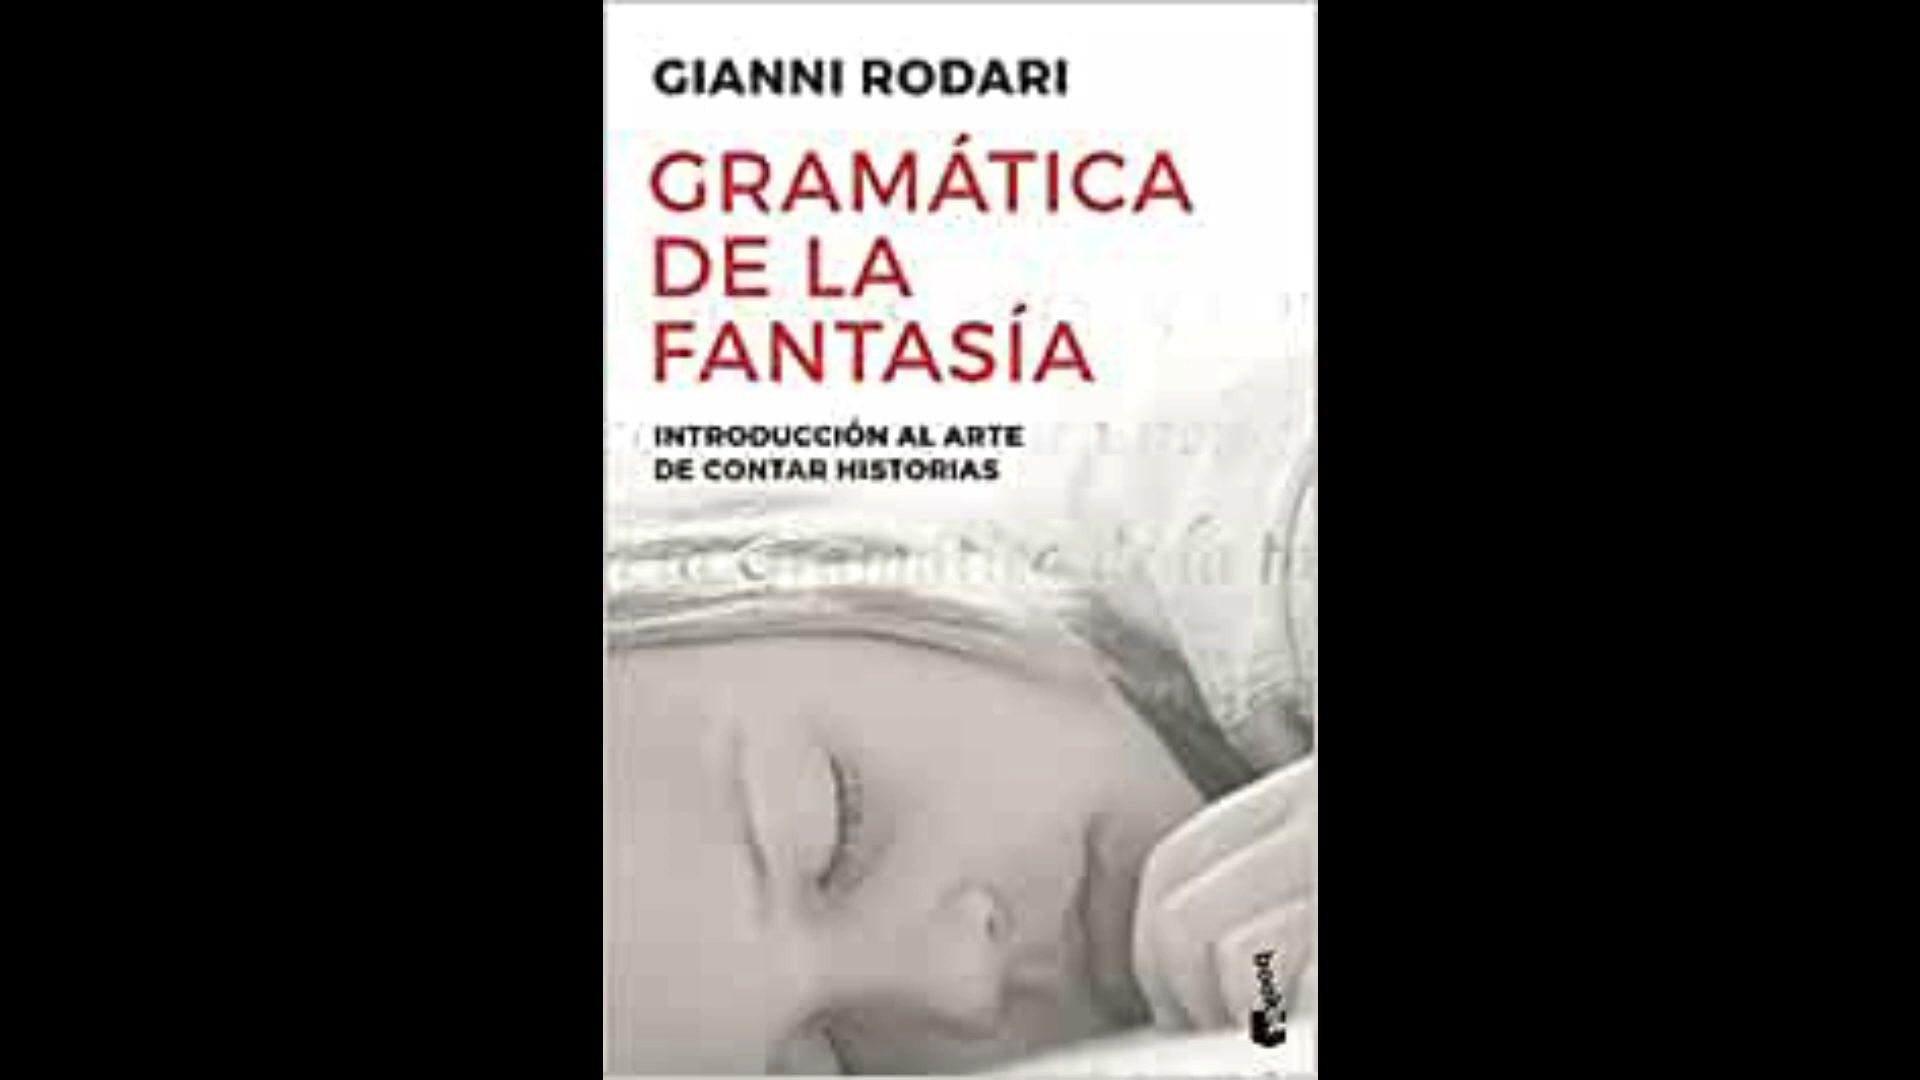 GIANNI RODARI
GRAMÁTICA
DE LA
FANTASÍA
INTRODUCCIÓN AL ARTE
DE CONTAR HISTORIAS